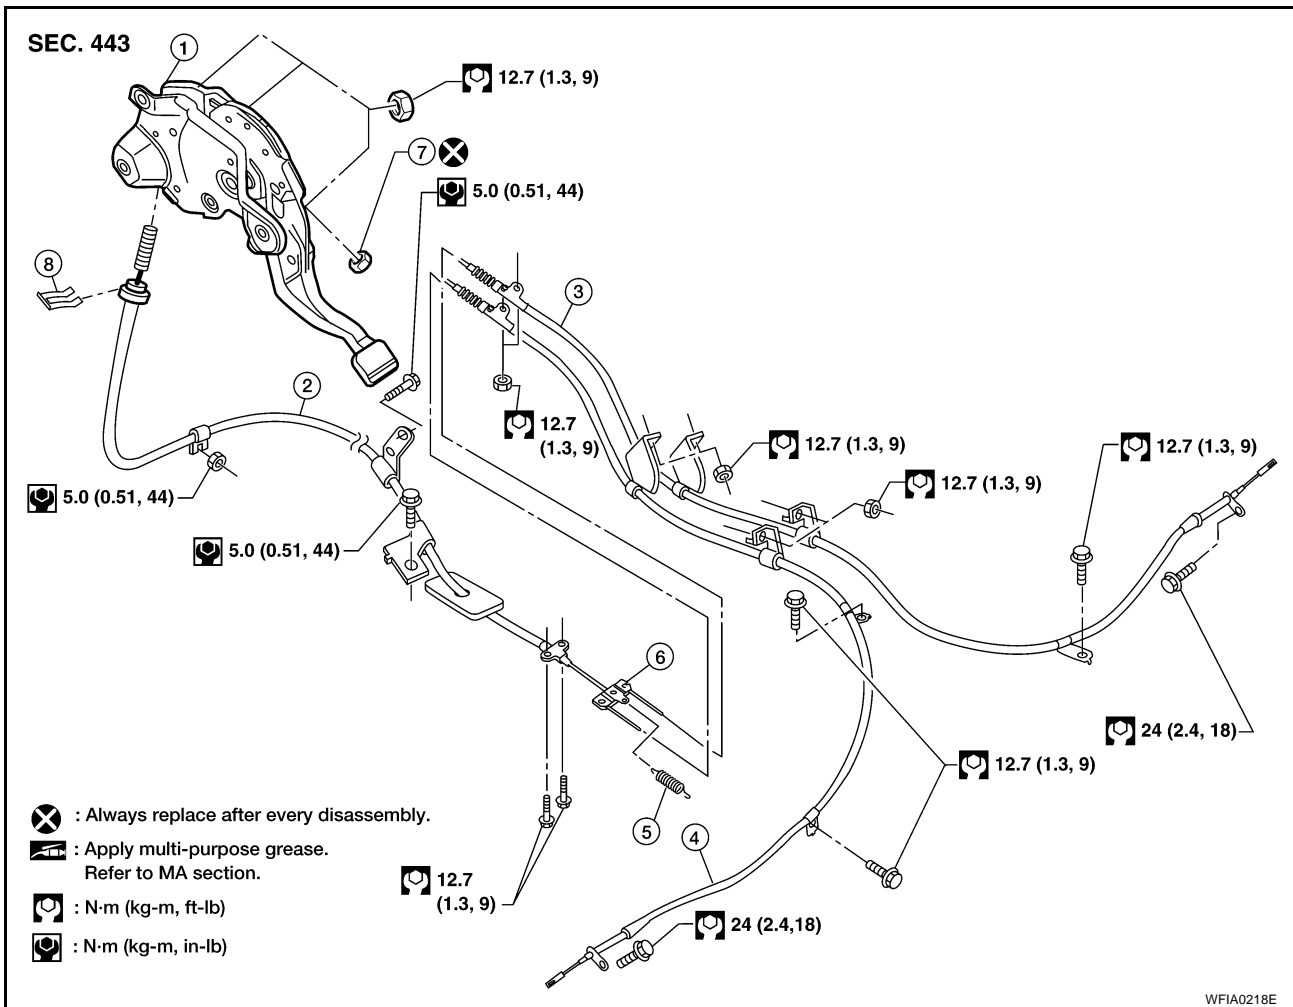 SEC. 443
1
12.7 (1.3, 9)
7
5.0 (0.51, 44)
8
3
2
12.7
(1.3, 9)
12.7 (1.3, 9)
12.7 (1.3, 9)
12.7 (1.3, 9)
5.0 (0.51, 44)
5.0 (0.51, 44)
6
24 (2.4, 18)
12.7 (1.3, 9)
5
4
: Always replace after every disassembly.
: Apply multi-purpose grease.
Refer to MA section.
: N·m (kg-m, ft-lb)
: N·m (kg-m, in-lb)
12.7
(1.3, 9)
24 (2.4,18)
WFIA0218E